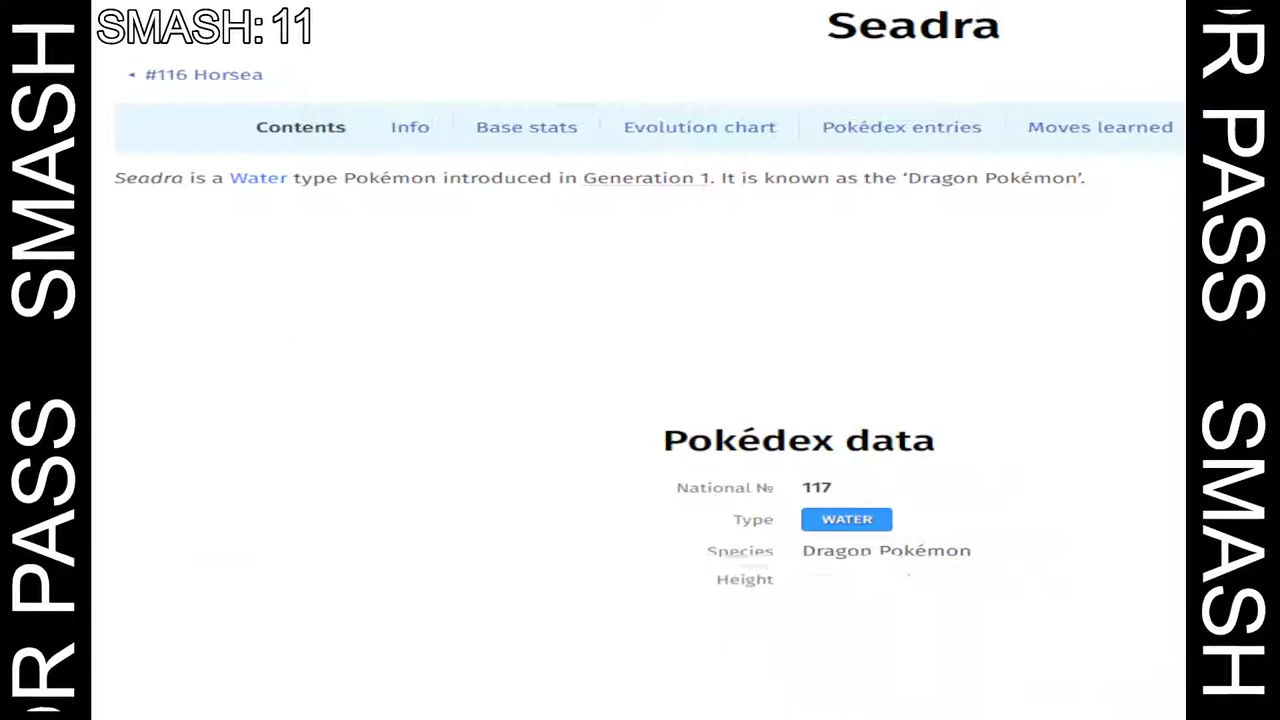 SMASH: 11
Seadra
#116 Horsea
Contents Info Base stats Evolution chart Pokédex entries Moves learned
Seadra is a Water type Pokémon introduced in Generation 1. It is known as the ‘Dragon Pokémon’.
Pokédex data
National № 117
Type WATER
Species Dragon Pokémon
Height
SMASH
OR PASS
OR PASS
SMASH